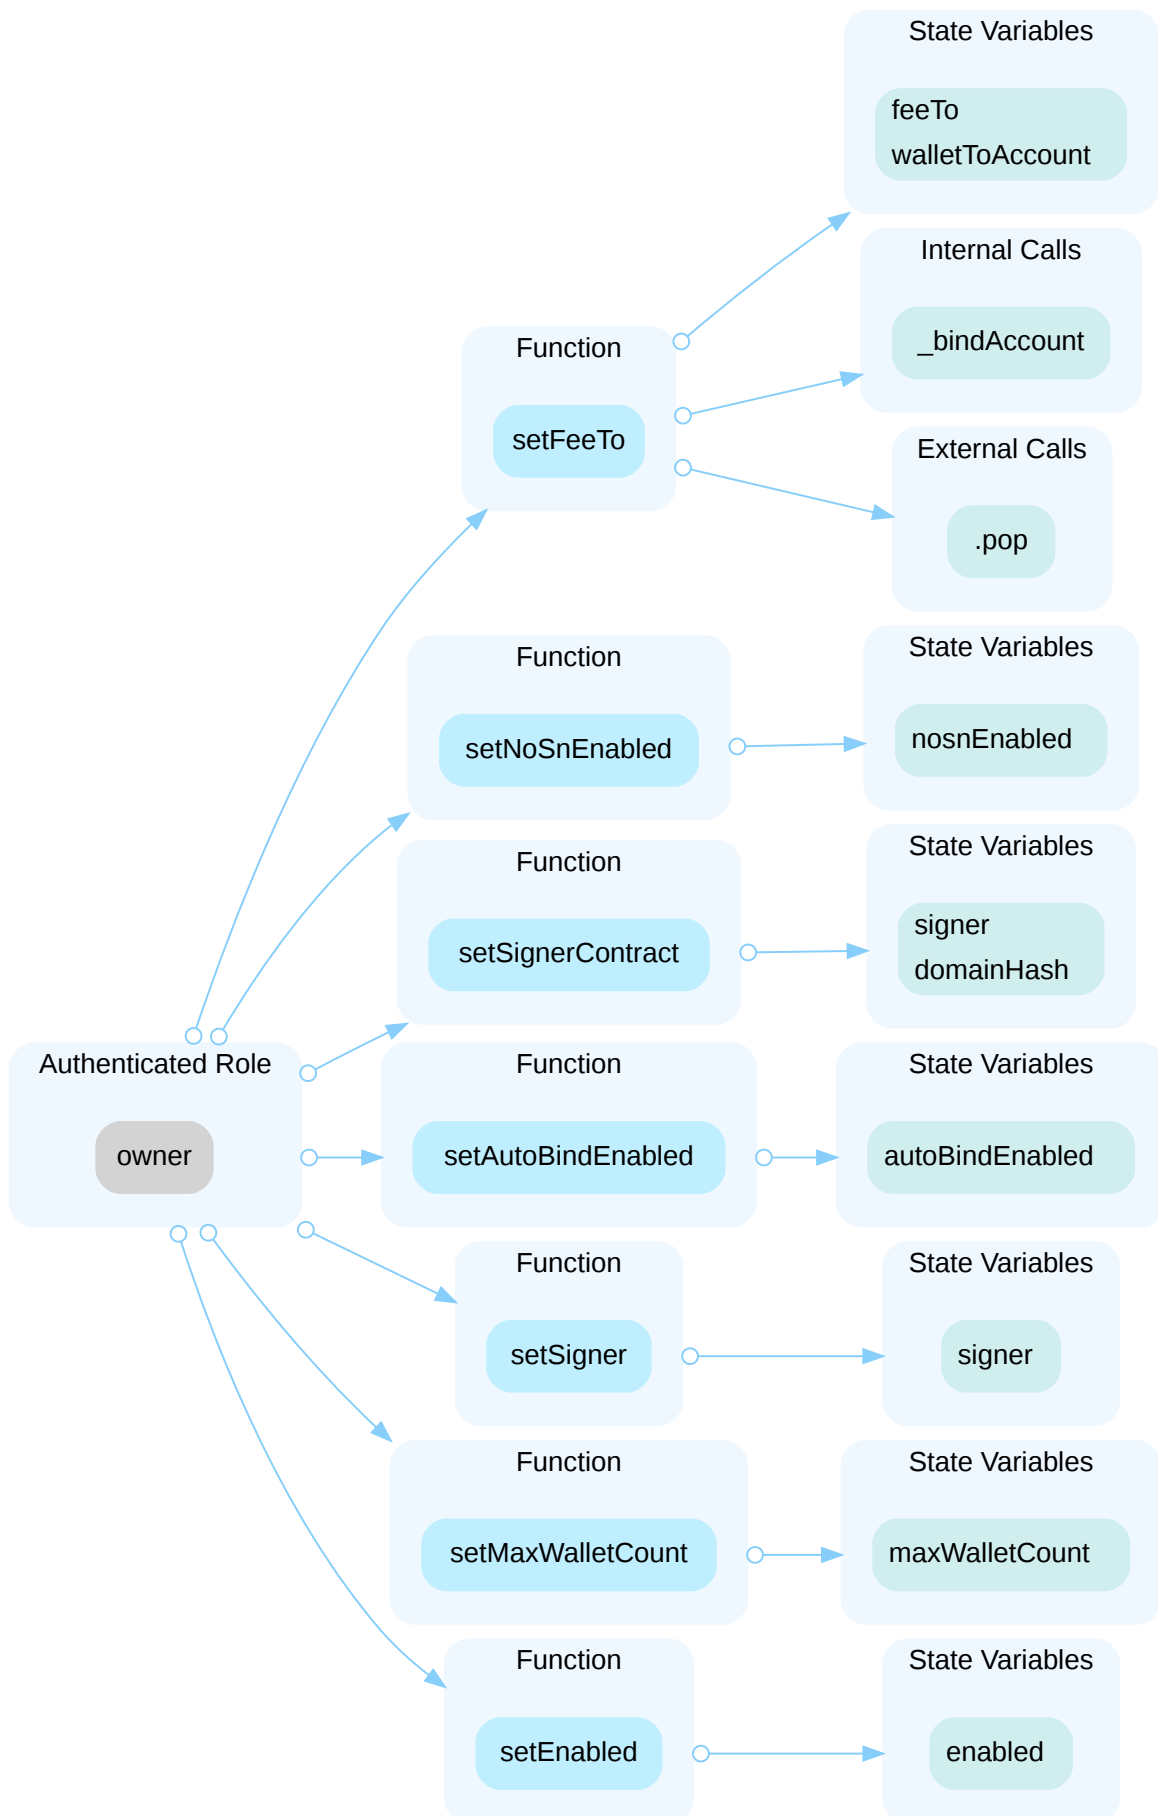 State Variables
feeTo
walletToAccount
Internal Calls
_bindAccount
Function
setFeeTo
External Calls
.pop
Function
setNoSnEnabled
State Variables
nosnEnabled
Function
setSignerContract
State Variables
signer
domainHash
Authenticated Role
owner
Function
setAutoBindEnabled
State Variables
autoBindEnabled
Function
setSigner
State Variables
signer
Function
setMaxWalletCount
State Variables
maxWalletCount
Function
setEnabled
State Variables
enabled